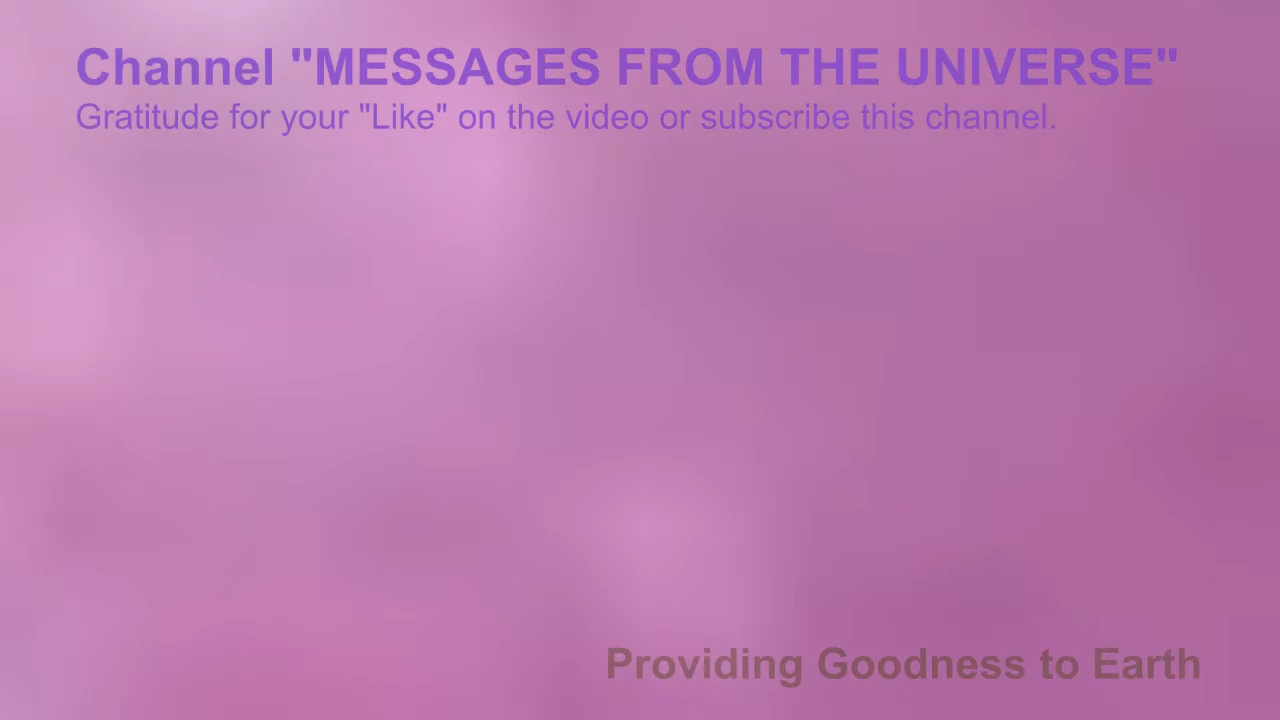 Channel "MESSAGES FROM THE UNIVERSE"
Gratitude for your "Like" on the video or subscribe this channel.
Providing Goodness to Earth